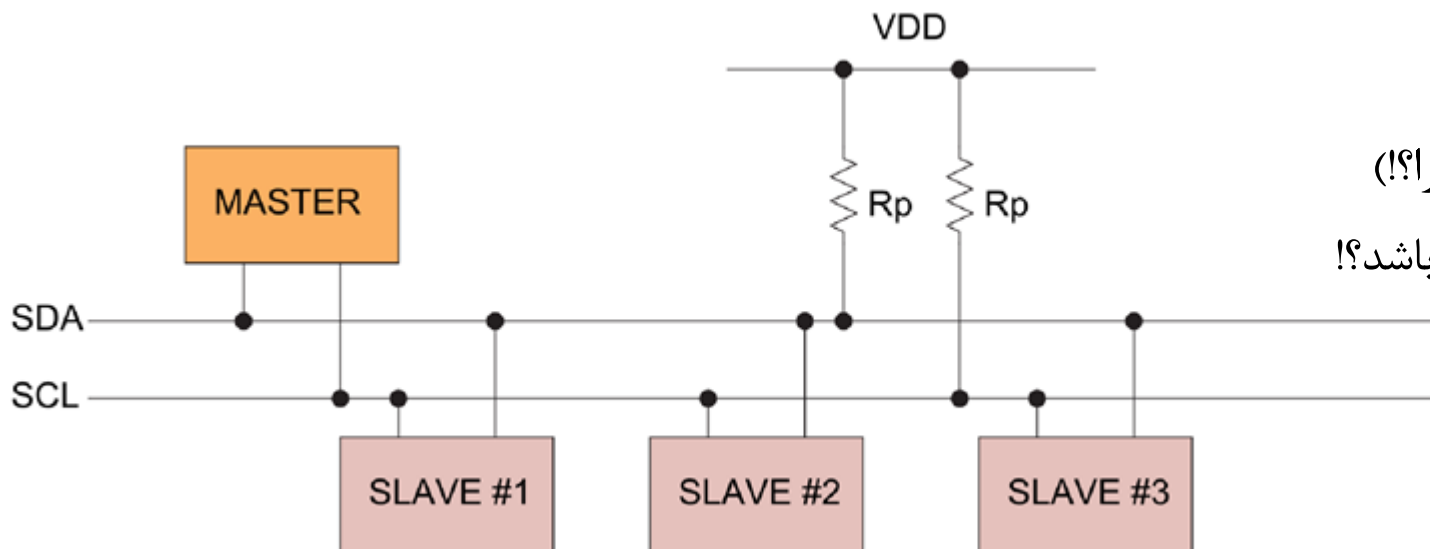 VDD
MASTER
Rp
Rp
SDA
SCL
SLAVE #1
SLAVE #2
SLAVE #3